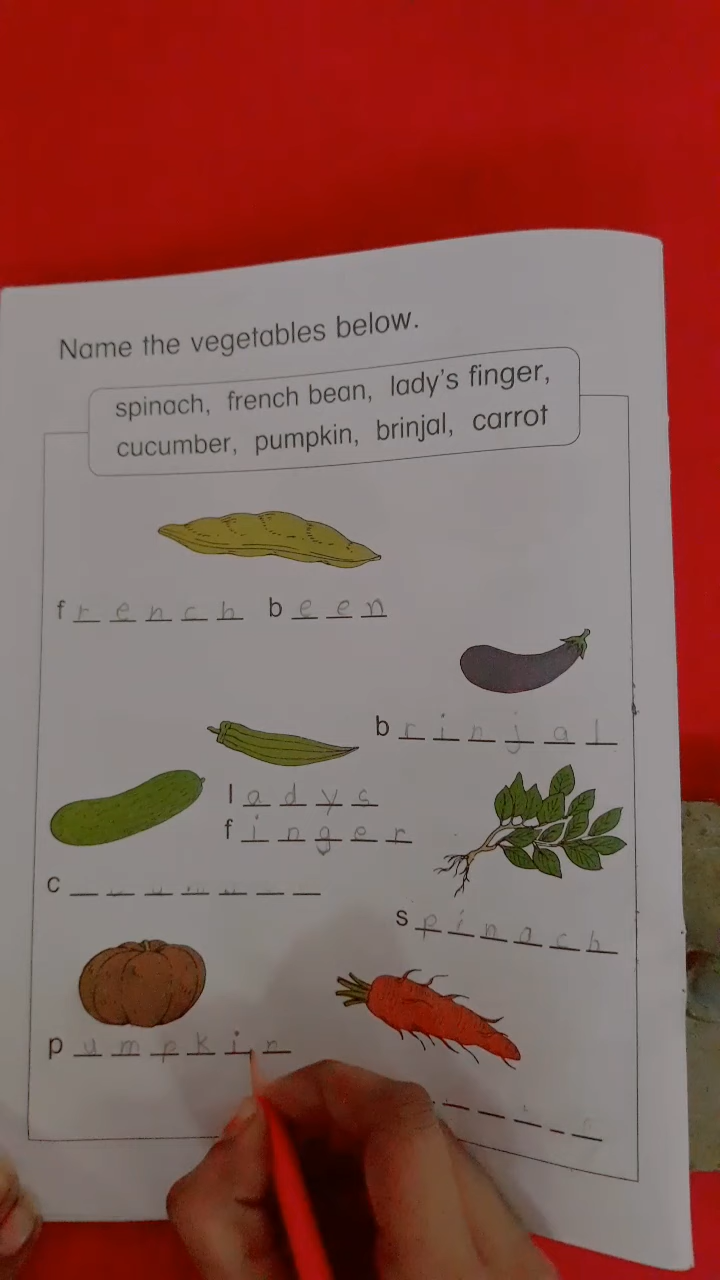 Name the vegetables below.
spinach, french bean, lady's finger,
cucumber, pumpkin, brinjal, carrot
french been
brinjal
ladys
finger
c
spinach
pumpkin